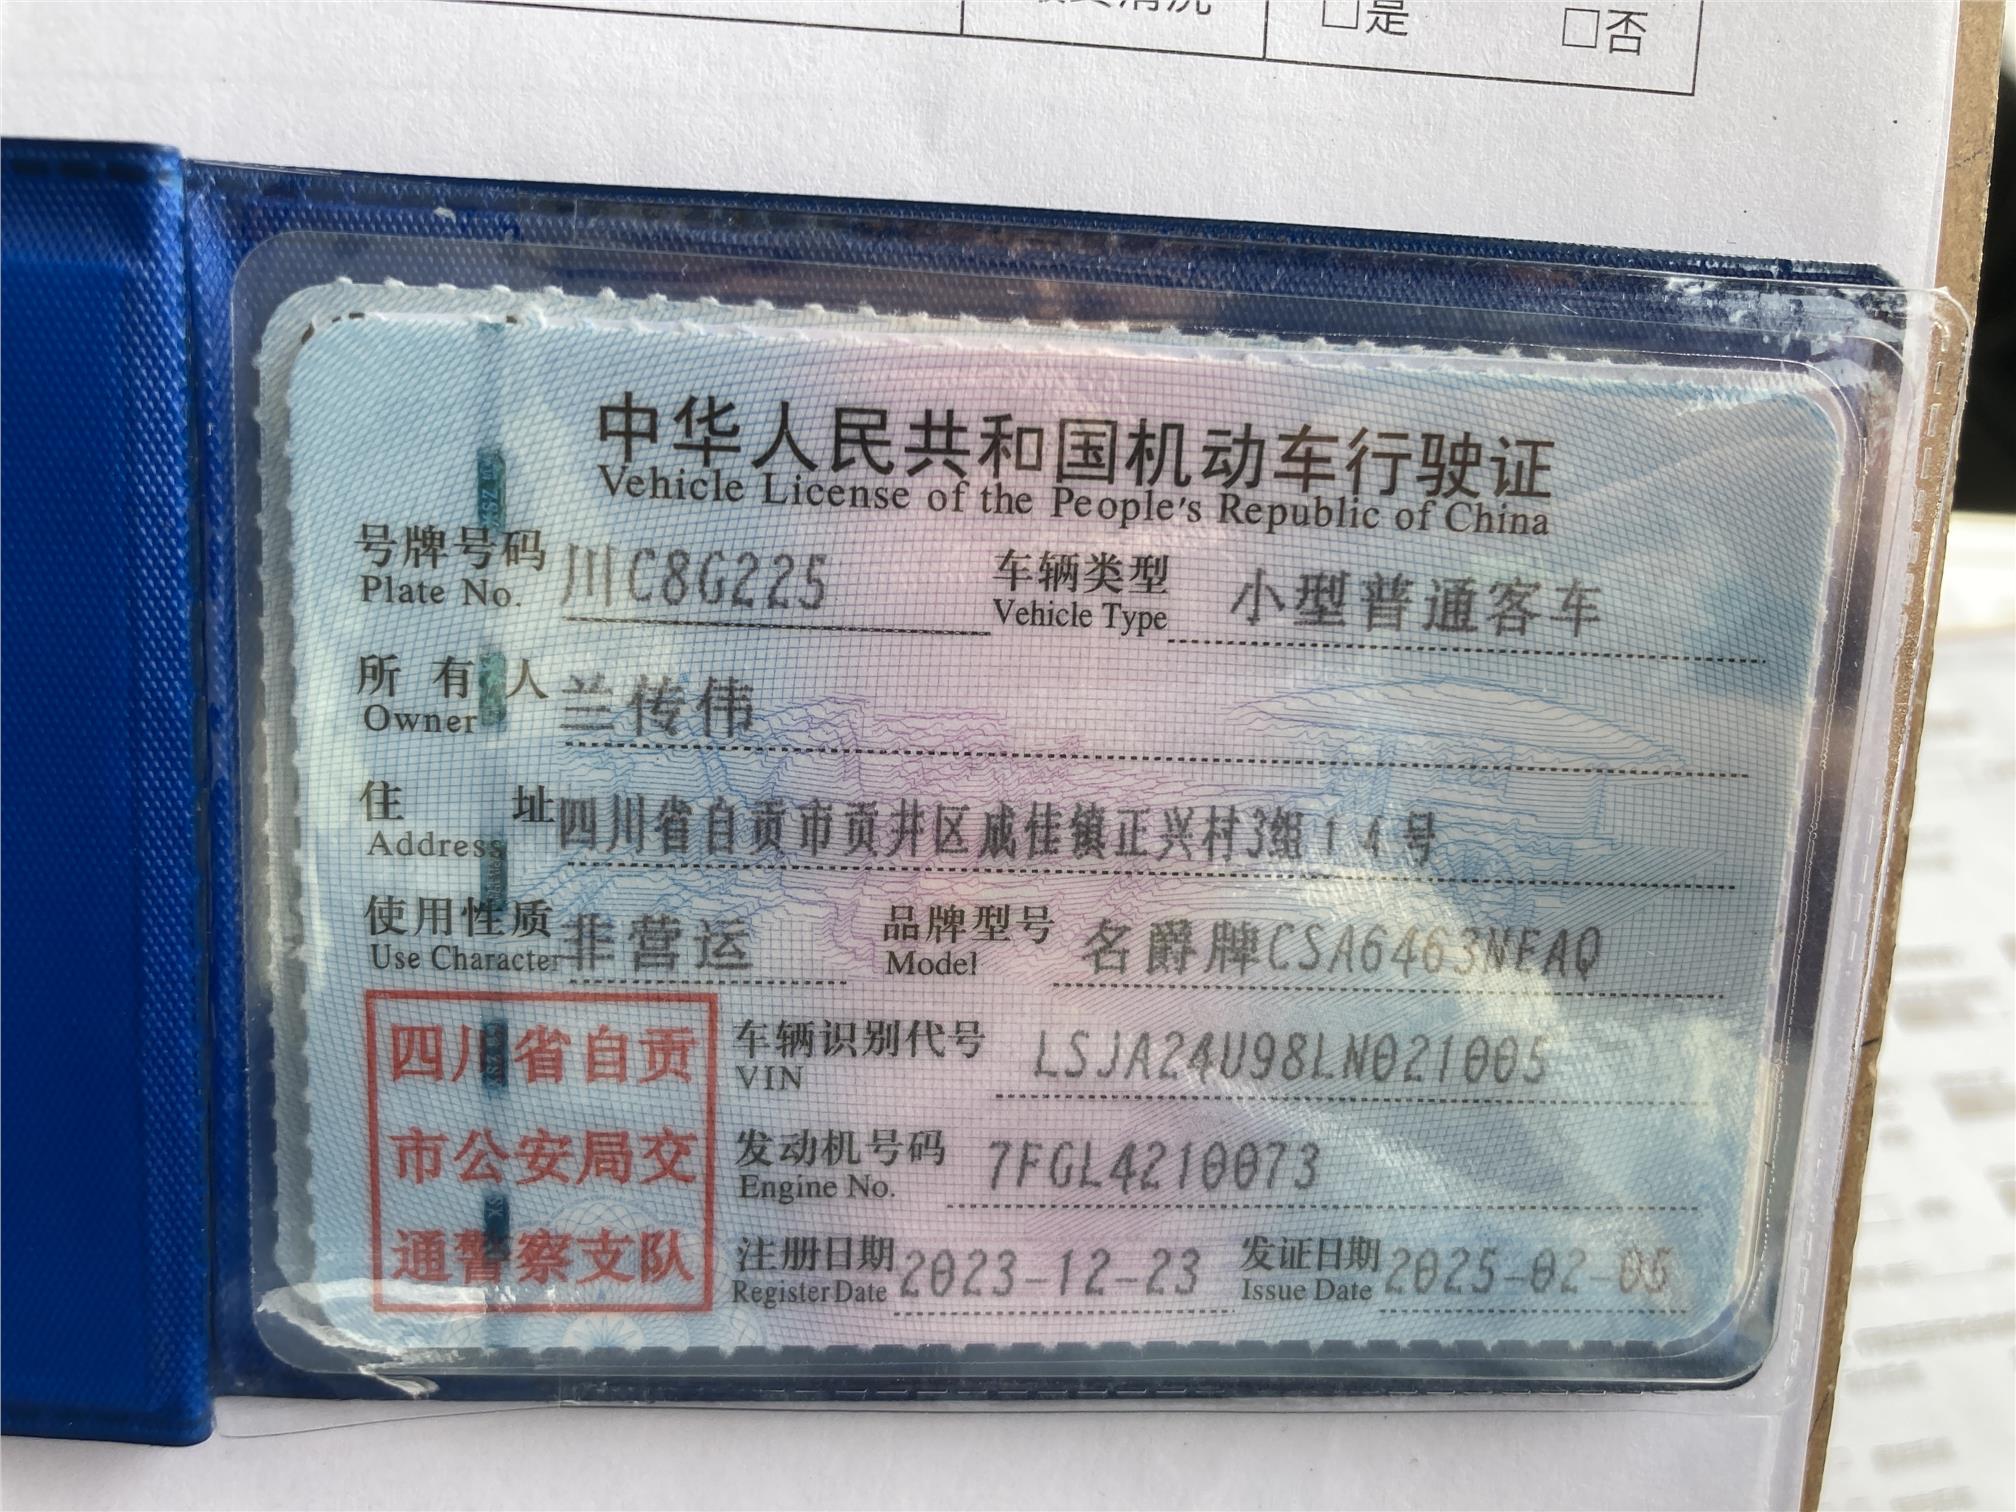 □是 □否
中华人民共和国机动车行驶证
Vehicle License of the People's Republic of China
号牌号码 川C8G225 车辆类型 小型普通客车
Plate No. Vehicle Type
所有人 兰传伟
Owner
住址 四川省自贡市贡井区成佳镇正兴村3组14号
Address
使用性质 非营运 品牌型号 名爵牌CSA6463NEAQ
Use Character Model
四川省自贡
市公安局交
通警察支队
车辆识别代号 LSJA24U98LN021005
VIN
发动机号码 7FGL4210073
Engine No.
注册日期 2023-12-23 发证日期 2025-02-05
Register Date Issue Date